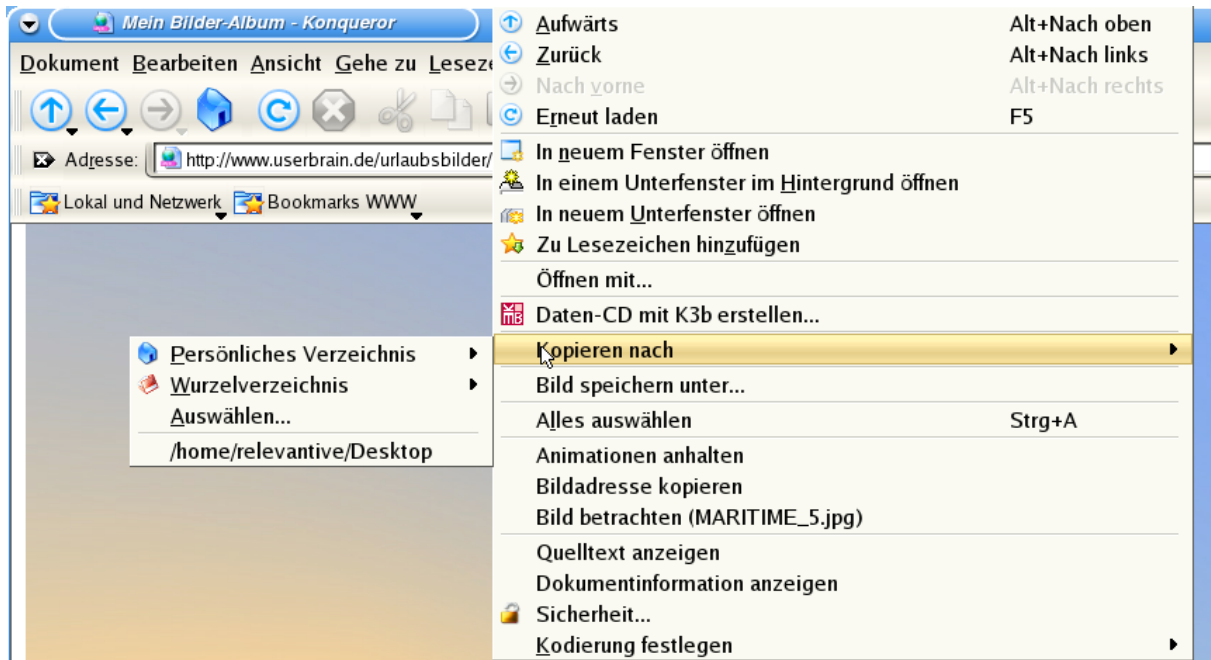 Mein Bilder-Album - Konqueror
Dokument Bearbeiten Ansicht Gehe zu
Adresse: http://www.userbrain.de/urlaubsbilder/
Lokal und Netzwerk Bookmarks WWW
Aufwärts Alt+Nach oben
Zurück Alt+Nach links
Nach vorne Alt+Nach rechts
Erneut laden F5
In neuem Fenster öffnen
In einem Unterfenster im Hintergrund öffnen
In neuem Unterfenster öffnen
Zu Lesezeichen hinzufügen
Öffnen mit...
Daten-CD mit K3b erstellen...
Kopieren nach
Bild speichern unter...
Alles auswählen Strg+A
Animationen anhalten
Bildadresse kopieren
Bild betrachten (MARITIME_5.jpg)
Quelltext anzeigen
Dokumentinformation anzeigen
Sicherheit...
Kodierung festlegen
Persönliches Verzeichnis
Wurzelverzeichnis
Auswählen...
/home/relevantive/Desktop